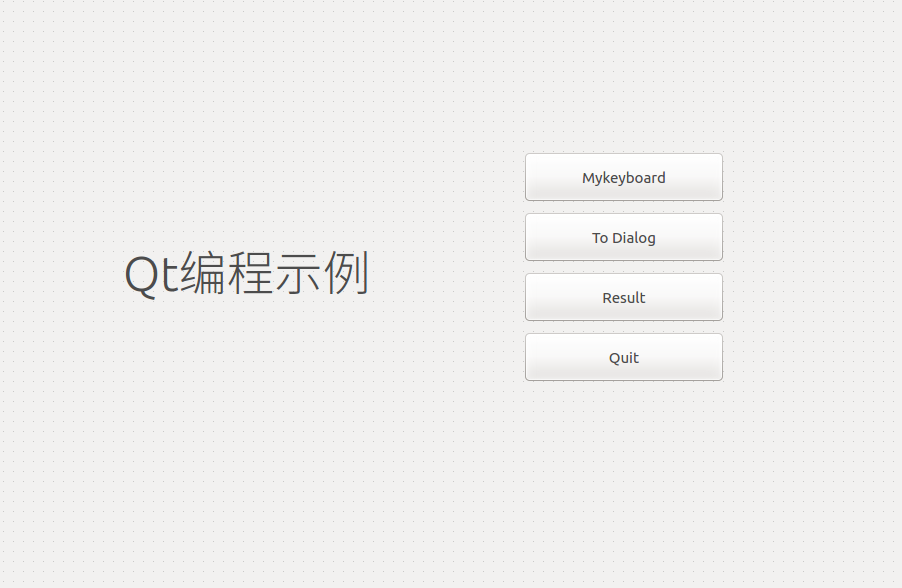 Qt编程示例
Mykeyboard
To Dialog
Result
Quit